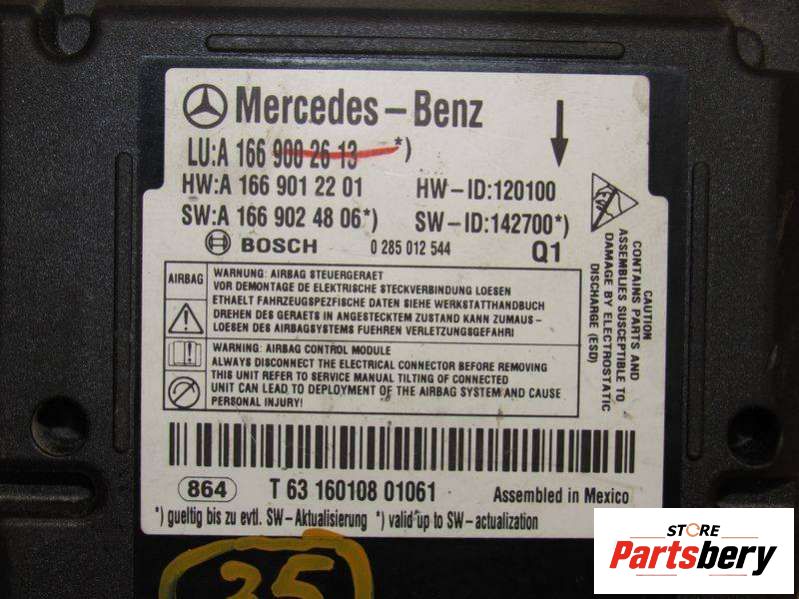 Mercedes-Benz
LU:A 166 900 26 13 *)
HW:A 166 901 22 01 HW-ID:120100
SW:A 166 902 48 06*) SW-ID:142700*)
BOSCH 0 285 012 544 Q1
AIRBAG
WARNUNG: AIRBAG STEUERGERAET
VOR DEMONTAGE DE ELEKTRISCHE STECKVERBINDUNG LOESEN
ETHAELT FAHRZEUGSPEZFISCHE DATEN SIEHE WERKSTATTHANDBUCH
DREHEN DES GERAETS IN ANGESTECKTEM ZUSTAND KANN ZUMAUS-
LOESEN DES AIRBAGSYSTEMS FUEHREN VERLETZUNGSGEFAHR!
WARNING: AIRBAG CONTROL MODULE
ALWAYS DISCONNECT THE ELECTRICAL CONNECTOR BEFORE REMOVING
THIS UNIT REFER TO SERVICE MANUAL TILTING OF CONNECTED
UNIT CAN LEAD TO DEPLOYMENT OF THE AIRBAG SYSTEM AND CAUSE
PERSONAL INJURY!
CAUTION
CONTAINS PARTS AND
ASSEMBLIES SUSCEPTIBLE TO
DAMAGE BY ELECTROSTATIC
DISCHARGE (ESD)
864 T 63 160108 01061 Assembled in Mexico
*) gueltig bis zu evtl. SW-Aktualisierung *) valid up to SW-actualization
35
STORE
Partsbery